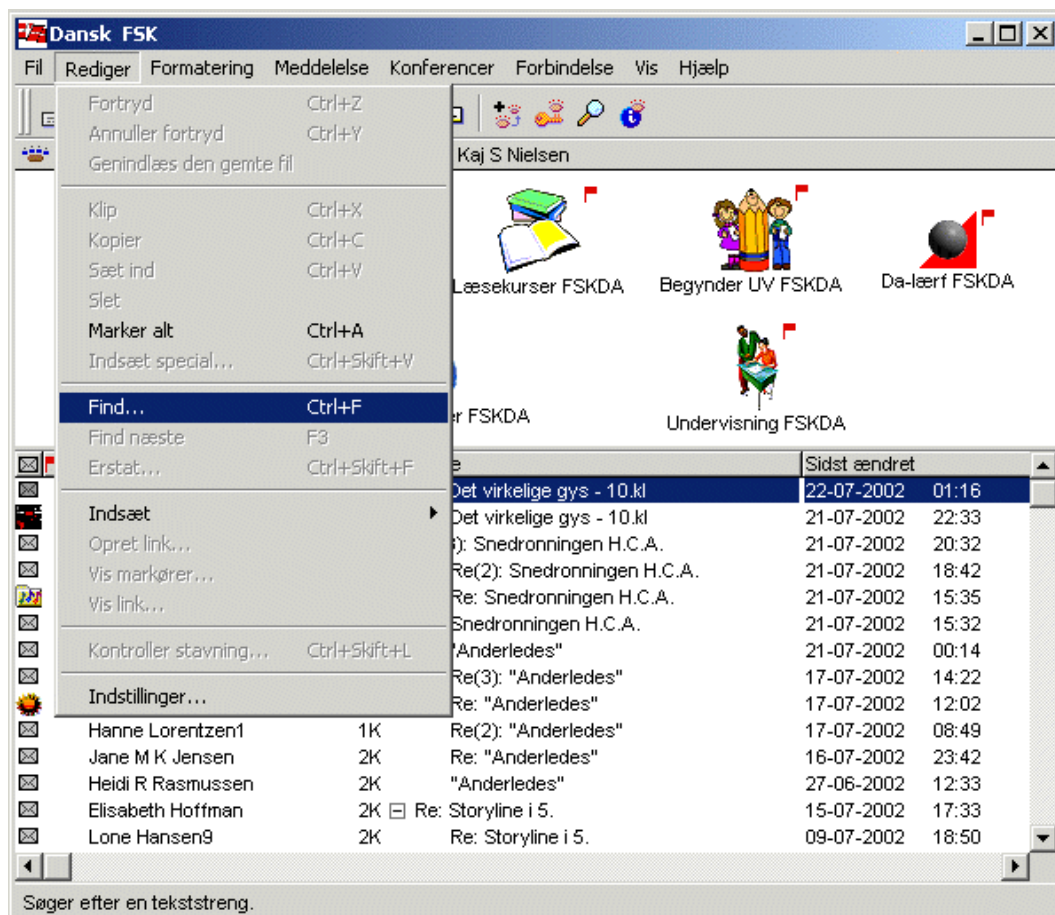 Dansk FSK
Fil Rediger Formatering Meddelelse Konferencer Forbindelse Vis Hjælp
Fortryd Ctrl+Z
Annuller fortryd Ctrl+Y
Genindlæs den gemte fil
Klip Ctrl+X
Kopier Ctrl+C
Sæt ind Ctrl+V
Slet
Marker alt Ctrl+A
Indsæt special... Ctrl+Skift+V
Find... Ctrl+F
Find næste F3
Erstat... Ctrl+Skift+F
Indsæt
Opret link...
Vis markører...
Vis link...
Kontroller stavning... Ctrl+Skift+L
Indstillinger...
Kaj S Nielsen
Læsekurser FSKDA Begynder UV FSKDA Da-lærf FSKDA
er FSKDA Undervisning FSKDA
e Sidst ændret
Det virkelige gys - 10.kl 22-07-2002 01:16
Det virkelige gys - 10.kl 21-07-2002 22:33
): Snedronningen H.C.A. 21-07-2002 20:32
Re(2): Snedronningen H.C.A. 21-07-2002 18:42
Re: Snedronningen H.C.A. 21-07-2002 15:35
Snedronningen H.C.A. 21-07-2002 15:32
"Anderledes" 21-07-2002 00:14
Re(3): "Anderledes" 17-07-2002 14:22
Re: "Anderledes" 17-07-2002 12:02
Hanne Lorentzen1 1K Re(2): "Anderledes" 17-07-2002 08:49
Jane M K Jensen 2K Re: "Anderledes" 16-07-2002 23:42
Heidi R Rasmussen 2K "Anderledes" 27-06-2002 12:33
Elisabeth Hoffman 2K Re: Storyline i 5. 15-07-2002 17:33
Lone Hansen9 2K Re: Storyline i 5. 09-07-2002 18:50
Søger efter en tekststreng.